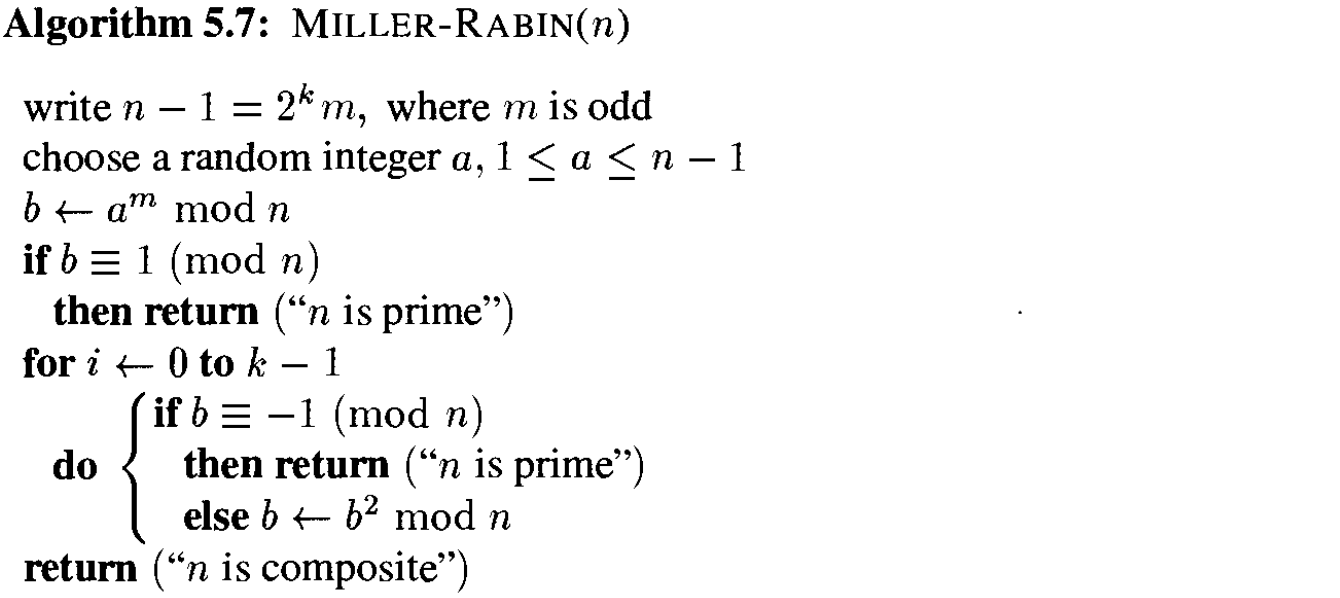 Algorithm 5.7: MILLER-RABIN(n)
write n − 1 = 2^k m, where m is odd
choose a random integer a, 1 ≤ a ≤ n − 1
b ← a^m mod n
if b ≡ 1 (mod n)
then return (“n is prime”)
for i ← 0 to k − 1
do { if b ≡ −1 (mod n)
then return (“n is prime”)
else b ← b^2 mod n
return (“n is composite”)